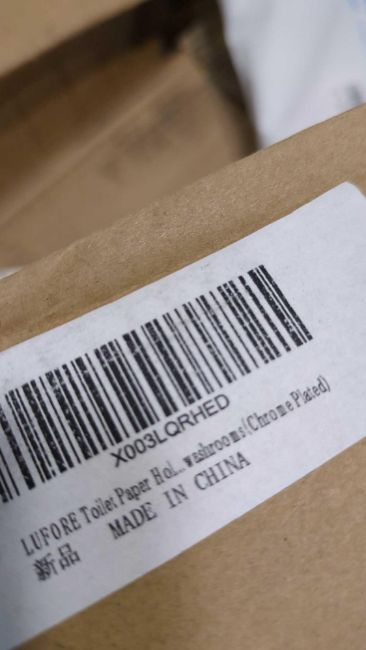 X003LQRHED
LUFORE Toilet Paper Hol...washrooms(Chrome Plated)
新品 MADE IN CHINA